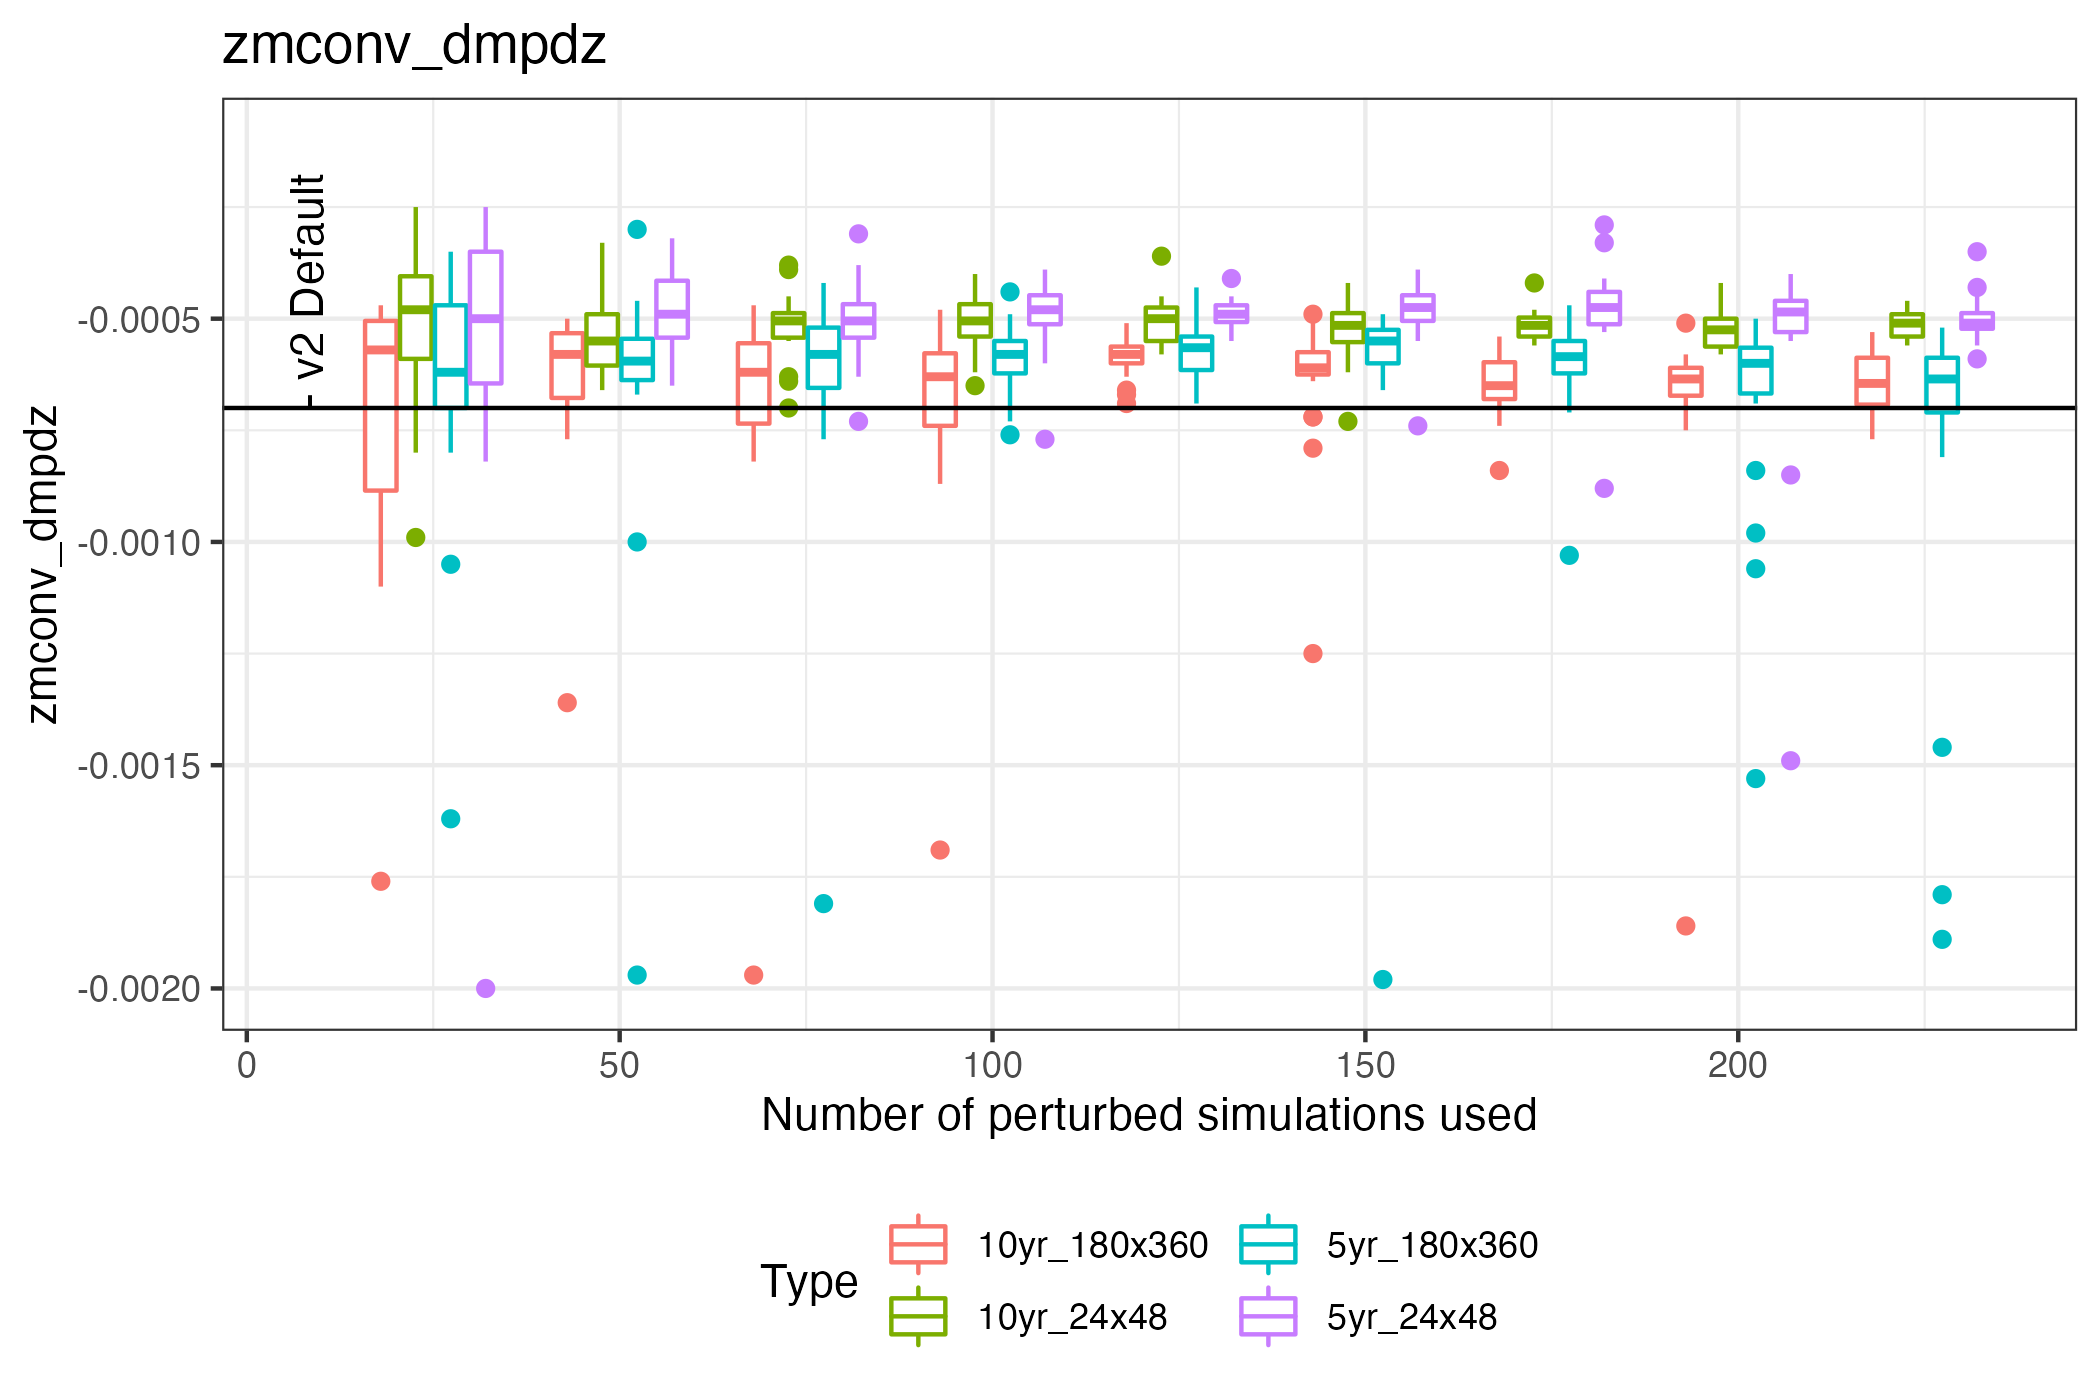 zmconv_dmpdz
- v2 Default
zmconv_dmpdz
-0.0005
-0.0010
-0.0015
-0.0020
0 50 100 150 200
Number of perturbed simulations used
Type
10yr_180x360 5yr_180x360
10yr_24x48 5yr_24x48